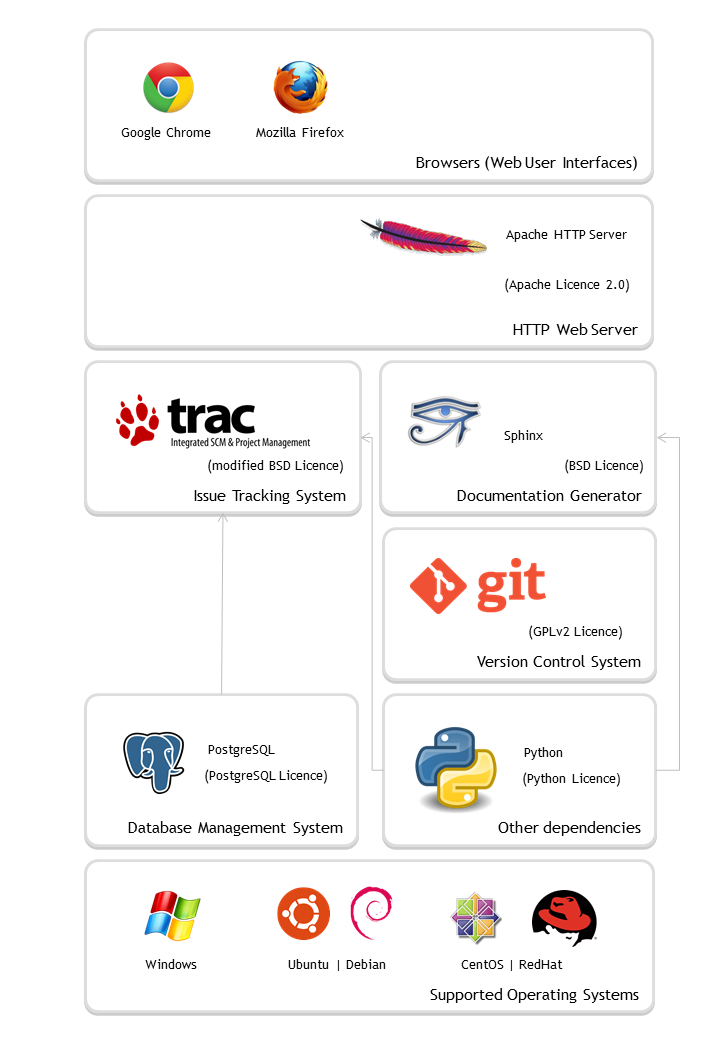 Google Chrome
Mozilla Firefox
Browsers (Web User Interfaces)
Apache HTTP Server
(Apache Licence 2.0)
HTTP Web Server
trac
Integrated SCM & Project Management
(modified BSD Licence)
Issue Tracking System
Sphinx
(BSD Licence)
Documentation Generator
git
(GPLv2 Licence)
Version Control System
PostgreSQL
(PostgreSQL Licence)
Database Management System
Python
(Python Licence)
Other dependencies
Windows
Ubuntu | Debian
CentOS | RedHat
Supported Operating Systems